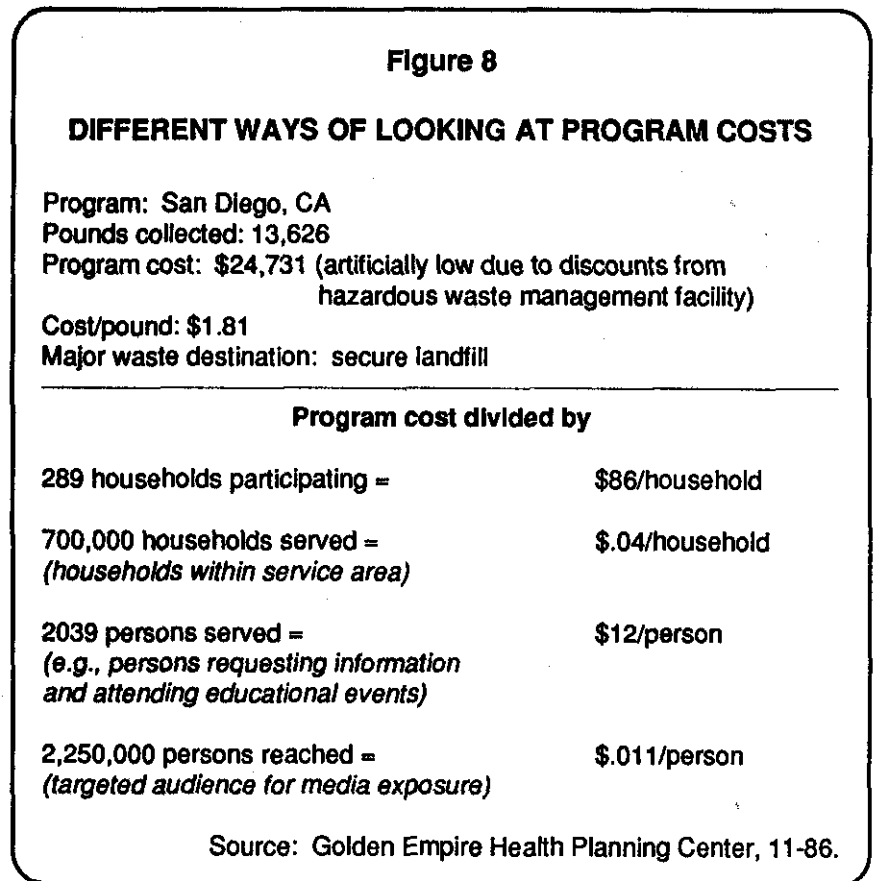 Figure 8
DIFFERENT WAYS OF LOOKING AT PROGRAM COSTS
Program: San Diego, CA
Pounds collected: 13,626
Program cost: $24,731 (artificially low due to discounts from
hazardous waste management facility)
Cost/pound: $1.81
Major waste destination: secure landfill
Program cost divided by
289 households participating = $86/household
700,000 households served = $.04/household
(households within service area)
2039 persons served = $12/person
(e.g., persons requesting information
and attending educational events)
2,250,000 persons reached = $.011/person
(targeted audience for media exposure)
Source: Golden Empire Health Planning Center, 11-86.